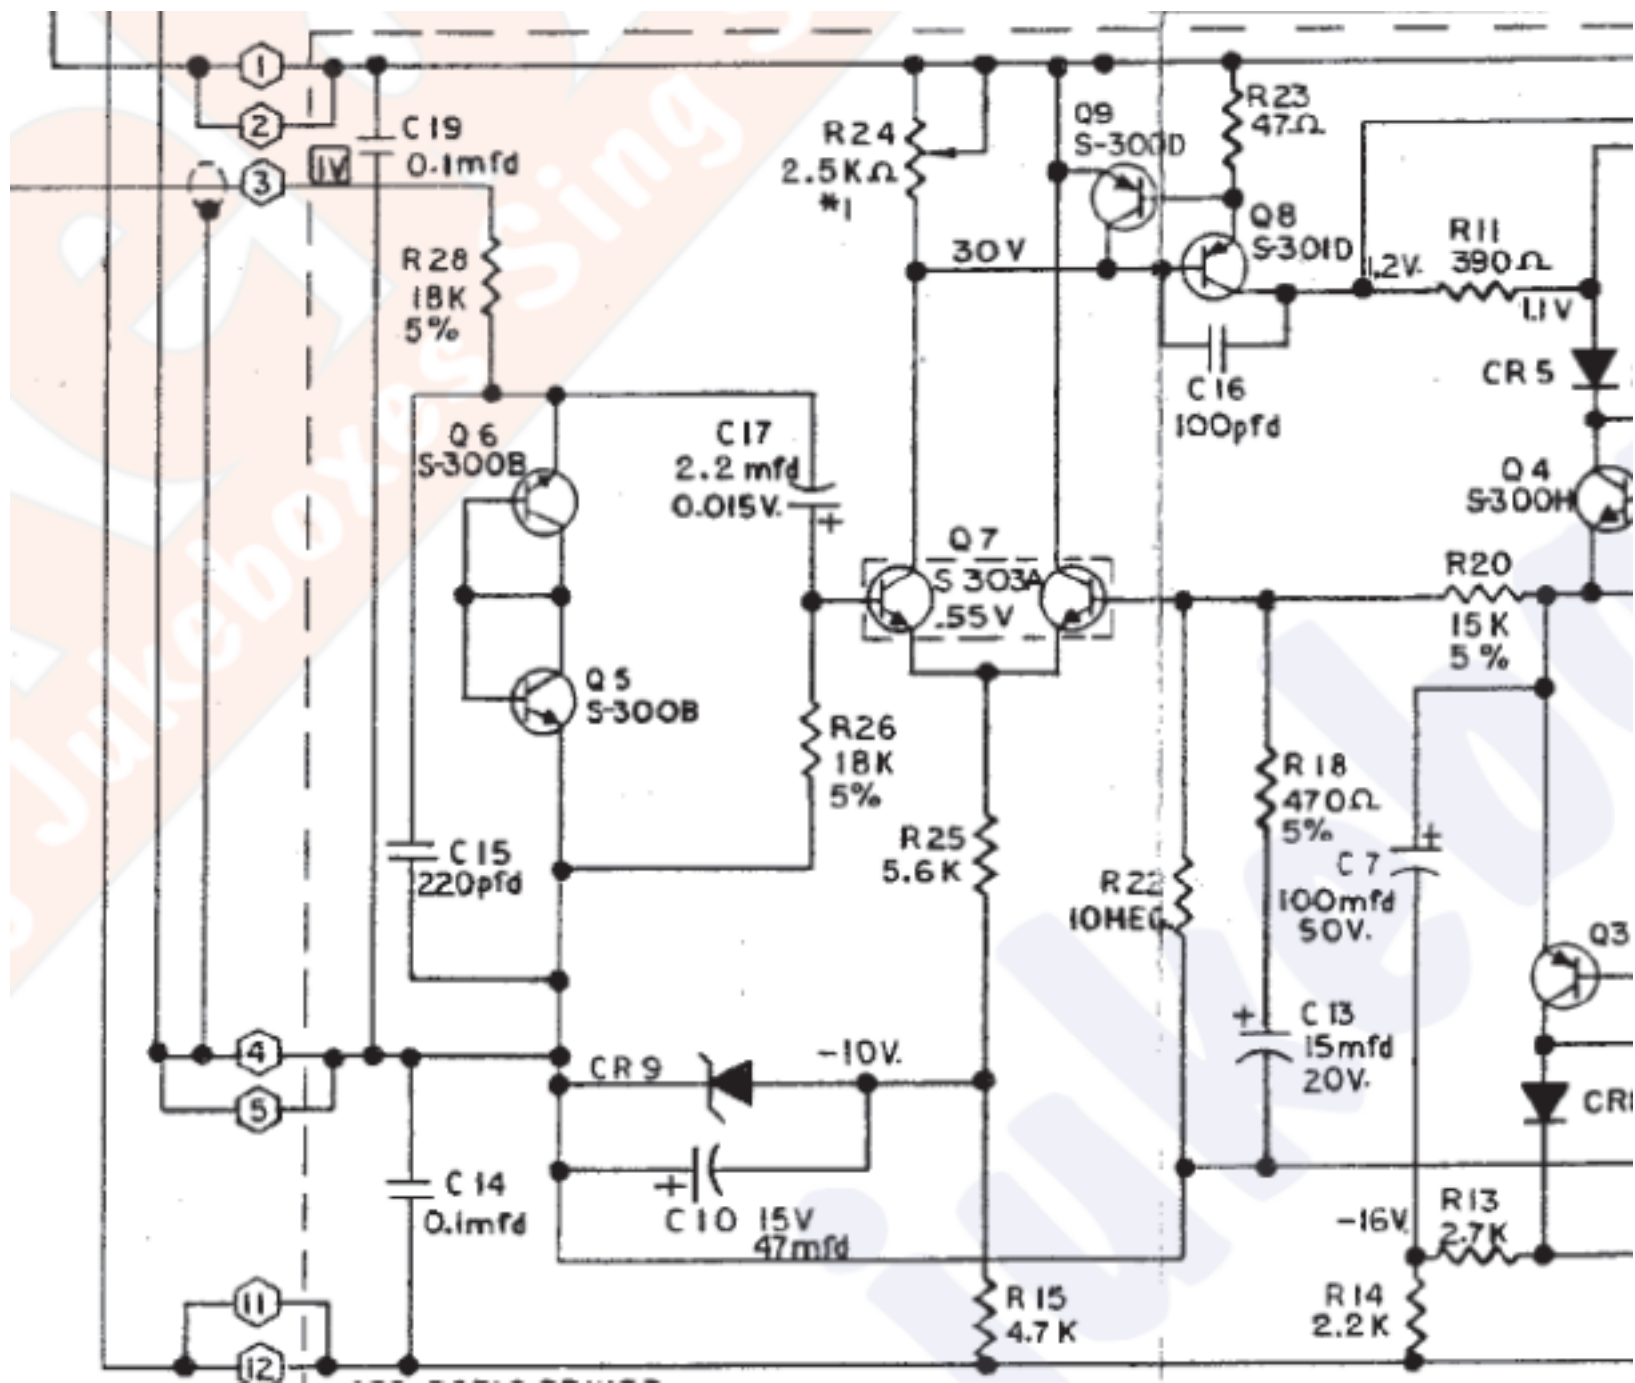 1
2
3
1V
C19
0.1mfd
R24
2.5KΩ
*1
Q9
S-300D
R23
47Ω
Q8
S-301D
30V
1.2V.
R11
390Ω
1.1V
R28
18K
5%
C16
100pfd
CR5
Q6
S-300B
C17
2.2 mfd
0.015V.
+
Q4
S-300H
Q7
S 303A
.55V
R20
15K
5%
Q5
S-300B
R26
18K
5%
R18
470Ω
5%
R25
5.6K
C15
220pfd
R22
+
C7
100mfd
50V.
Q3
+
C13
15mfd
20V.
4
5
CR9
-10V.
C14
0.1mfd
+
C10 15V
47mfd
-16V.
R13
2.7K
R15
4.7K
R14
2.2K
11
12
Jukeboxes Sing